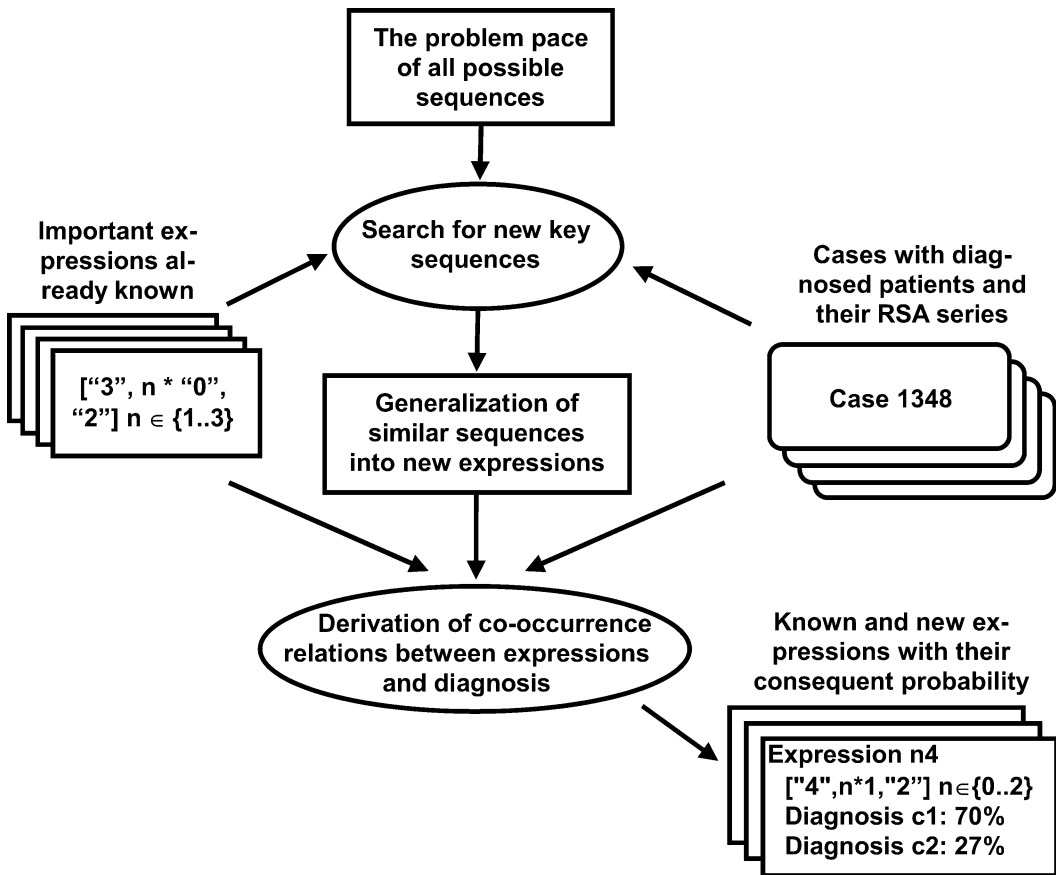 The problem pace
of all possible
sequences
Search for new key
sequences
Important ex-
pressions al-
ready known
["3", n * "0",
"2"] n ∈ {1..3}
Cases with diag-
nosed patients and
their RSA series
Case 1348
Generalization of
similar sequences
into new expressions
Derivation of co-occurrence
relations between expressions
and diagnosis
Known and new ex-
pressions with their
consequent probability
Expression n4
["4",n*1,"2”] n∈{0..2}
Diagnosis c1: 70%
Diagnosis c2: 27%